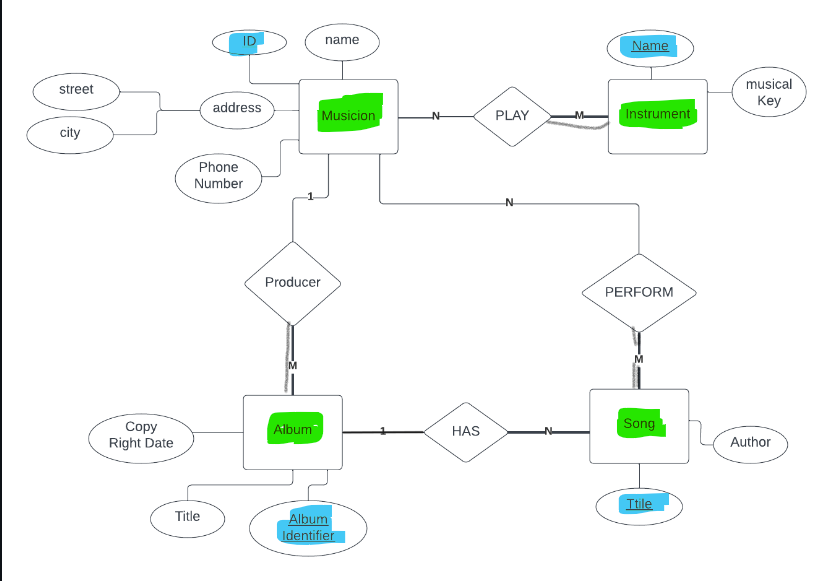 ID
name
Name
street
address
Musicion
N
PLAY
M
Instrument
musical
Key
city
Phone
Number
1
N
Producer
PERFORM
M
M
Copy
Right Date
Album
1
HAS
N
Song
Author
Title
Album
Identifier
Ttile